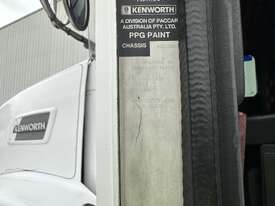 KENWORTH
A DIVISION OF PACCAR
AUSTRALIA PTY. LTD.
PPG PAINT
CHASSIS
KENWORTH